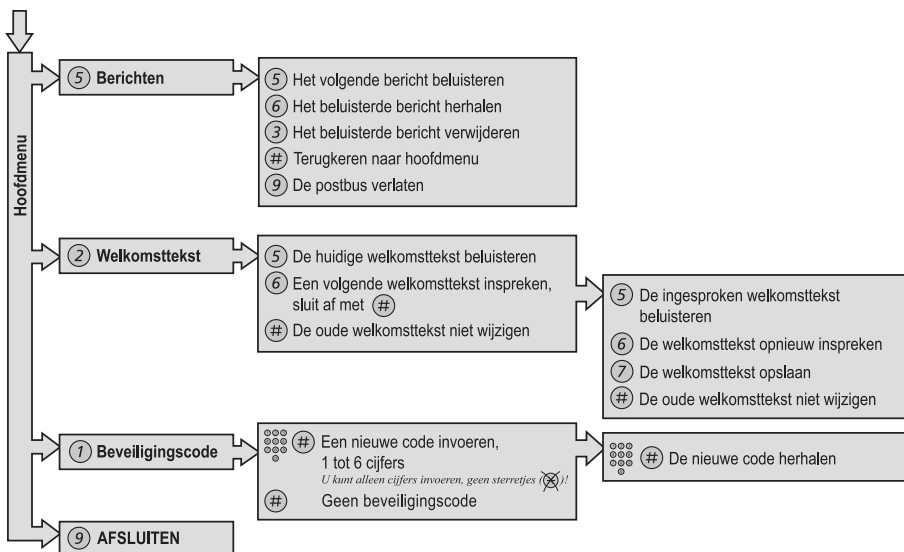 Hoofdmenu
5 Berichten
5 Het volgende bericht beluisteren
6 Het beluisterde bericht herhalen
3 Het beluisterde bericht verwijderen
# Terugkeren naar hoofdmenu
9 De postbus verlaten
2 Welkomsttekst
5 De huidige welkomsttekst beluisteren
6 Een volgende welkomsttekst inspreken,
sluit af met #
# De oude welkomsttekst niet wijzigen
5 De ingesproken welkomsttekst
beluisteren
6 De welkomsttekst opnieuw inspreken
7 De welkomsttekst opslaan
# De oude welkomsttekst niet wijzigen
1 Beveiligingscode
# Een nieuwe code invoeren,
1 tot 6 cijfers
U kunt alleen cijfers invoeren, geen sterretjes (*)!
# Geen beveiligingscode
# De nieuwe code herhalen
9 AFSLUITEN